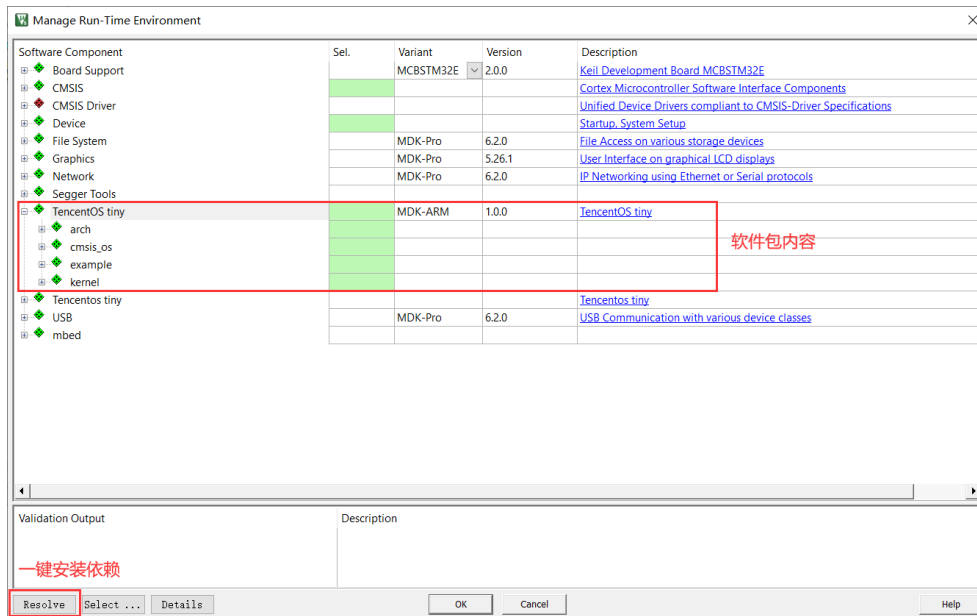 Manage Run-Time Environment
Software Component Sel. Variant Version Description
Board Support MCBSTM32E 2.0.0 Keil Development Board MCBSTM32E
CMSIS Cortex Microcontroller Software Interface Components
CMSIS Driver Unified Device Drivers compliant to CMSIS-Driver Specifications
Device Startup, System Setup
File System MDK-Pro 6.2.0 File Access on various storage devices
Graphics MDK-Pro 5.26.1 User Interface on graphical LCD displays
Network MDK-Pro 6.2.0 IP Networking using Ethernet or Serial protocols
Segger Tools
TencentOS tiny MDK-ARM 1.0.0 TencentOS tiny
arch
软件包内容
cmsis_os
example
kernel
Tencentos tiny Tencentos tiny
USB MDK-Pro 6.2.0 USB Communication with various device classes
mbed
Validation Output Description
一键安装依赖
Resolve Select ... Details OK Cancel Help